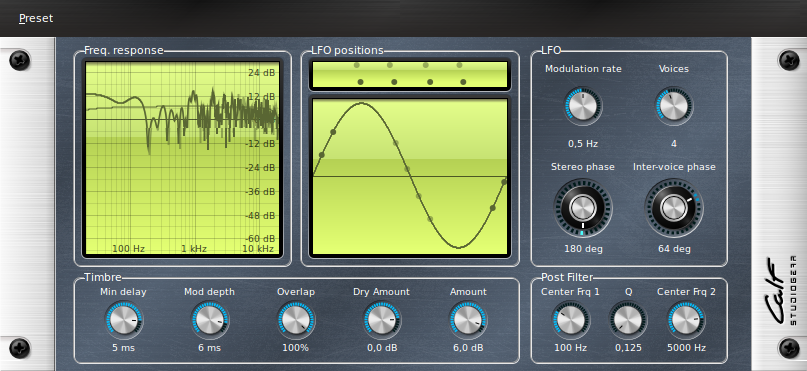 Preset
Freq. response
24 dB
12 dB
-12 dB
-24 dB
-36 dB
-48 dB
-60 dB
100 Hz 1 kHz 10 kHz
LFO positions
LFO
Modulation rate Voices
0,5 Hz 4
Stereo phase Inter-voice phase
180 deg 64 deg
Timbre
Min delay Mod depth Overlap Dry Amount Amount
5 ms 6 ms 100% 0,0 dB 6,0 dB
Post Filter
Center Frq 1 Q Center Frq 2
100 Hz 0,125 5000 Hz
Calf
STUDIOGEAR